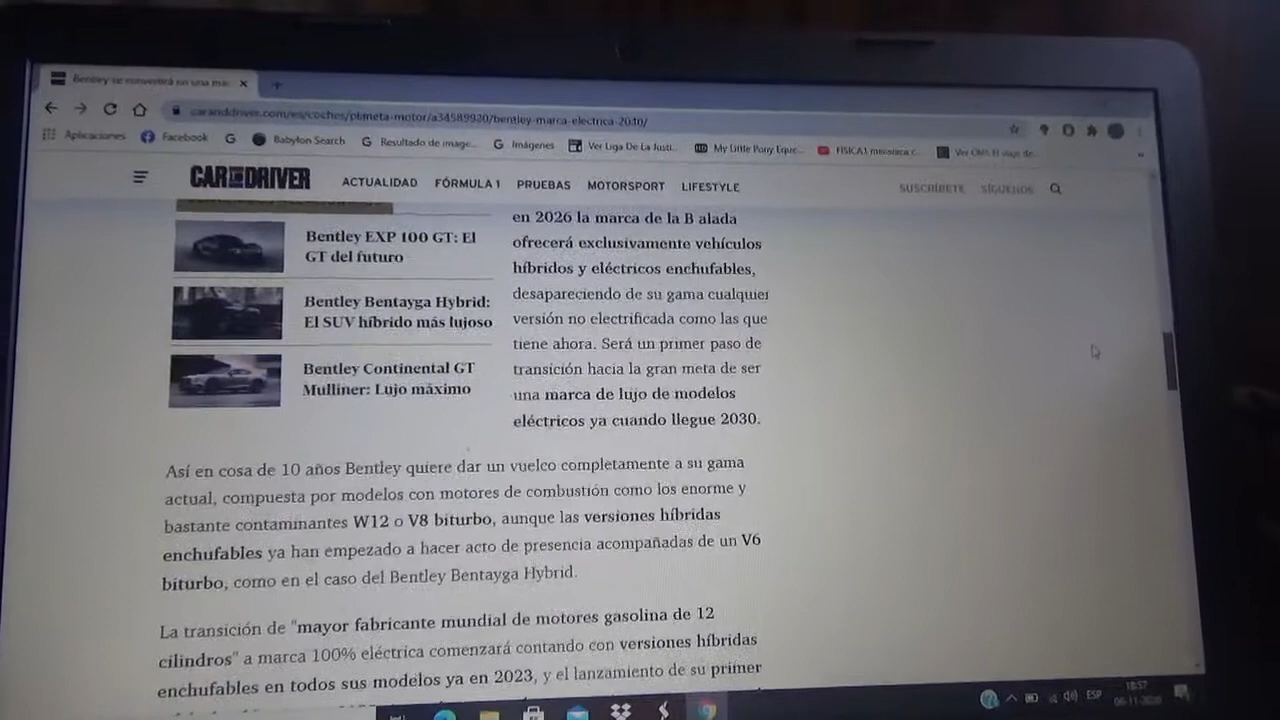 Bentley se convertirá en una
caranddriver.com/es/coches/planeta-motor/a34589920/bentley-marca-electrica-2030/
Aplicaciones Facebook G Babylon Search Resultado de image... Imágenes Ver Liga De La Justi... My Little Pony Eque... FISICA1
CAR AND DRIVER ACTUALIDAD FÓRMULA 1 PRUEBAS MOTORSPORT LIFESTYLE SUSCRÍBETE SÍGUENOS
Bentley EXP 100 GT: El
GT del futuro
Bentley Bentayga Hybrid:
El SUV híbrido más lujoso
Bentley Continental GT
Mulliner: Lujo máximo
en 2026 la marca de la B alada
ofrecerá exclusivamente vehículos
híbridos y eléctricos enchufables,
desapareciendo de su gama cualquier
versión no electrificada como las que
tiene ahora. Será un primer paso de
transición hacia la gran meta de ser
una marca de lujo de modelos
eléctricos ya cuando llegue 2030.
Así en cosa de 10 años Bentley quiere dar un vuelco completamente a su gama
actual, compuesta por modelos con motores de combustión como los enorme y
bastante contaminantes W12 o V8 biturbo, aunque las versiones híbridas
enchufables ya han empezado a hacer acto de presencia acompañadas de un V6
biturbo, como en el caso del Bentley Bentayga Hybrid.
La transición de "mayor fabricante mundial de motores gasolina de 12
cilindros" a marca 100% eléctrica comenzará contando con versiones híbridas
enchufables en todos sus modelos ya en 2023, y el lanzamiento de su primer
ESP
18:57
06-11-2020